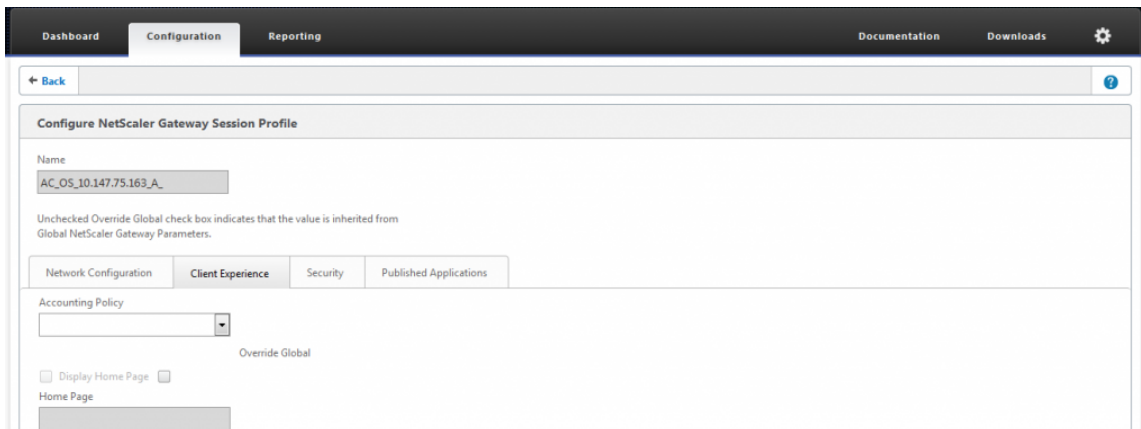 Dashboard Configuration Reporting Documentation Downloads
Back
Configure NetScaler Gateway Session Profile
Name
AC_OS_10.147.75.163_A_
Unchecked Override Global check box indicates that the value is inherited from
Global NetScaler Gateway Parameters.
Network Configuration Client Experience Security Published Applications
Accounting Policy
Override Global
Display Home Page
Home Page